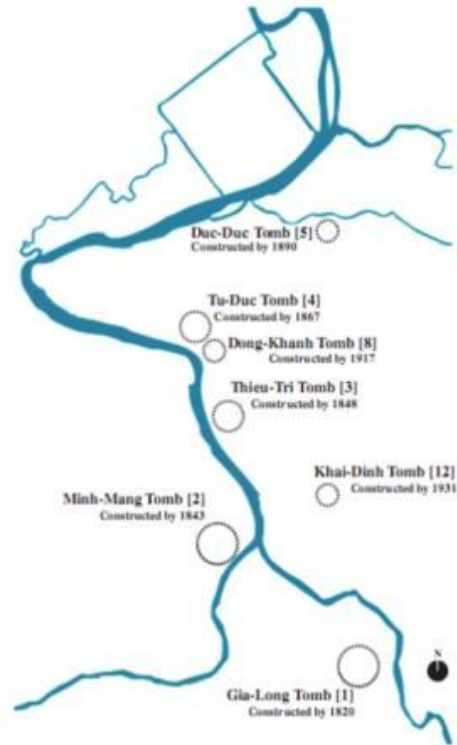 Duc-Duc Tomb [5]
Constructed by 1890
Tu-Duc Tomb [4]
Constructed by 1867
Dong-Khanh Tomb [8]
Constructed by 1917
Thieu-Tri Tomb [3]
Constructed by 1848
Khai-Dinh Tomb [12]
Constructed by 1931
Minh-Mang Tomb [2]
Constructed by 1843
N
Gia-Long Tomb [1]
Constructed by 1820